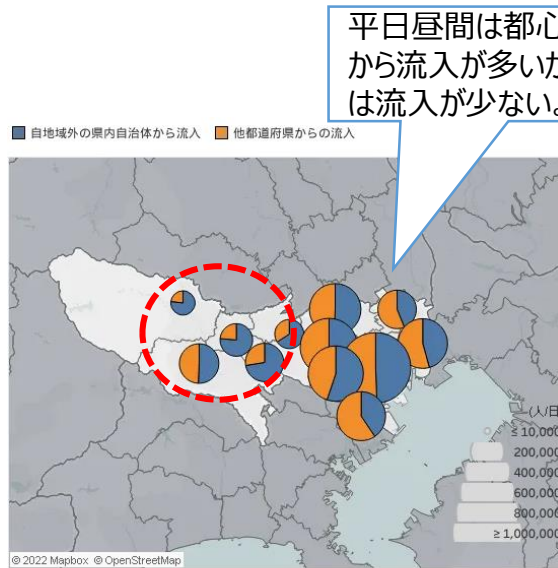 平日昼間は都心
から流入が多いが
は流入が少ない。
自地域外の県内自治体から流入 他都道府県からの流入
(人/日
≤ 10,000
200,000
400,000
600,000
800,000
≥ 1,000,000
© 2022 Mapbox © OpenStreetMap